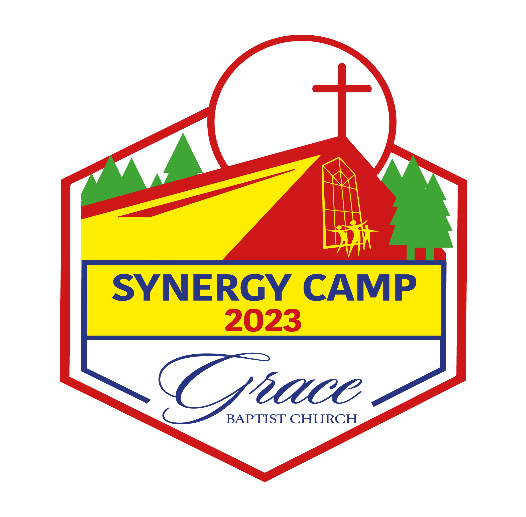 SYNERGY CAMP
2023
Grace
BAPTIST CHURCH